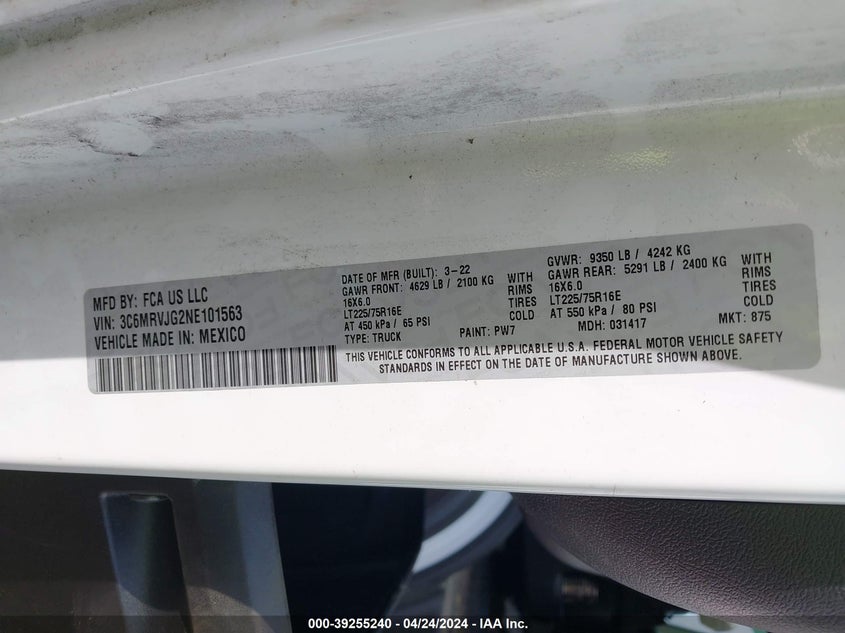 MFD BY: FCA US LLC
VIN: 3C6MRVJG2NE101563
VEHICLE MADE IN: MEXICO
DATE OF MFR (BUILT): 3-22
GAWR FRONT: 4629 LB / 2100 KG WITH
16X6.0 RIMS
LT225/75R16E TIRES
AT 450 kPa / 65 PSI COLD
TYPE: TRUCK PAINT: PW7
GVWR: 9350 LB / 4242 KG
GAWR REAR: 5291 LB / 2400 KG WITH
16X6.0 RIMS
LT225/75R16E TIRES
AT 550 kPa / 80 PSI COLD
MDH: 031417 MKT: 875
THIS VEHICLE CONFORMS TO ALL APPLICABLE U.S.A. FEDERAL MOTOR VEHICLE SAFETY
STANDARDS IN EFFECT ON THE DATE OF MANUFACTURE SHOWN ABOVE.
000-39255240 - 04/24/2024 - IAA Inc.